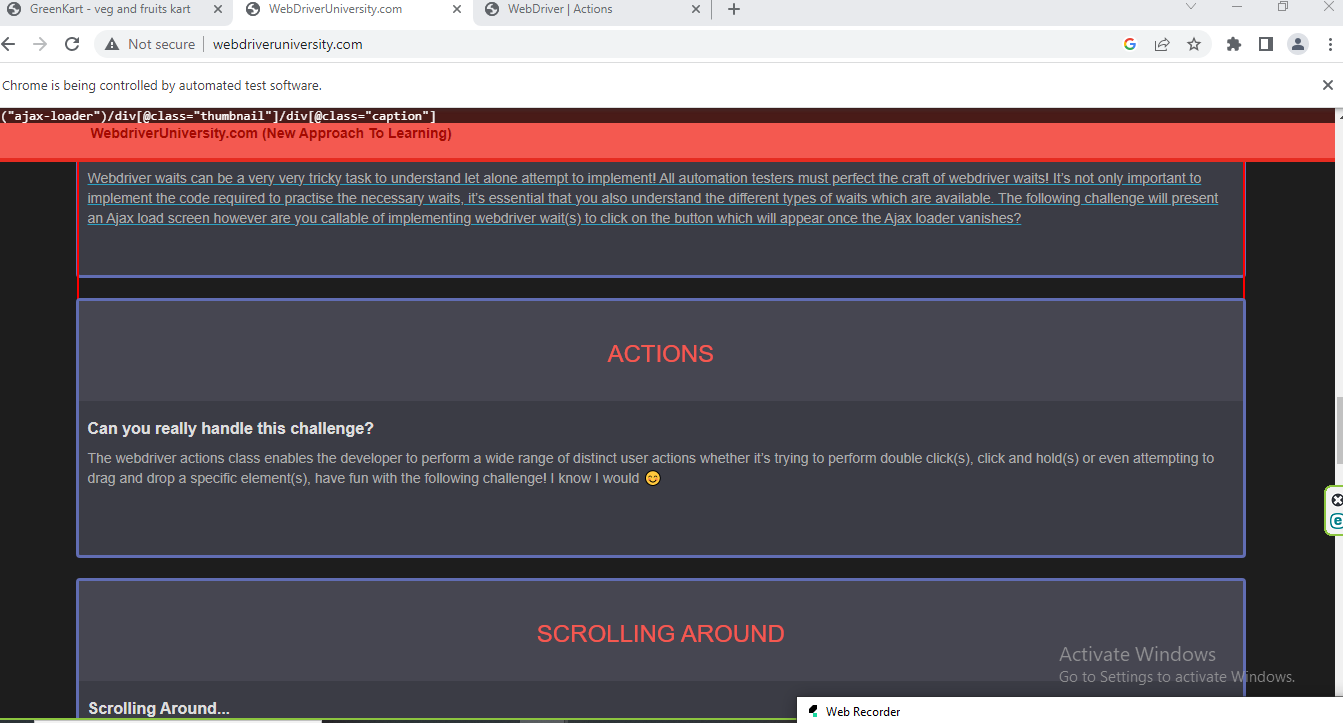 GreenKart - veg and fruits kart
WebDriverUniversity.com
WebDriver | Actions
Not secure
webdriveruniversity.com
Chrome is being controlled by automated test software.
("ajax-loader")/div[@class="thumbnail"]/div[@class="caption"]
WebdriverUniversity.com (New Approach To Learning)
Webdriver waits can be a very very tricky task to understand let alone attempt to implement! All automation testers must perfect the craft of webdriver waits! It's not only important to
implement the code required to practise the necessary waits, it's essential that you also understand the different types of waits which are available. The following challenge will present
an Ajax load screen however are you callable of implementing webdriver wait(s) to click on the button which will appear once the Ajax loader vanishes?
ACTIONS
Can you really handle this challenge?
The webdriver actions class enables the developer to perform a wide range of distinct user actions whether it's trying to perform double click(s), click and hold(s) or even attempting to
drag and drop a specific element(s), have fun with the following challenge! I know I would 😊
SCROLLING AROUND
Activate Windows
Go to Settings to activate Windows.
Scrolling Around...
Web Recorder